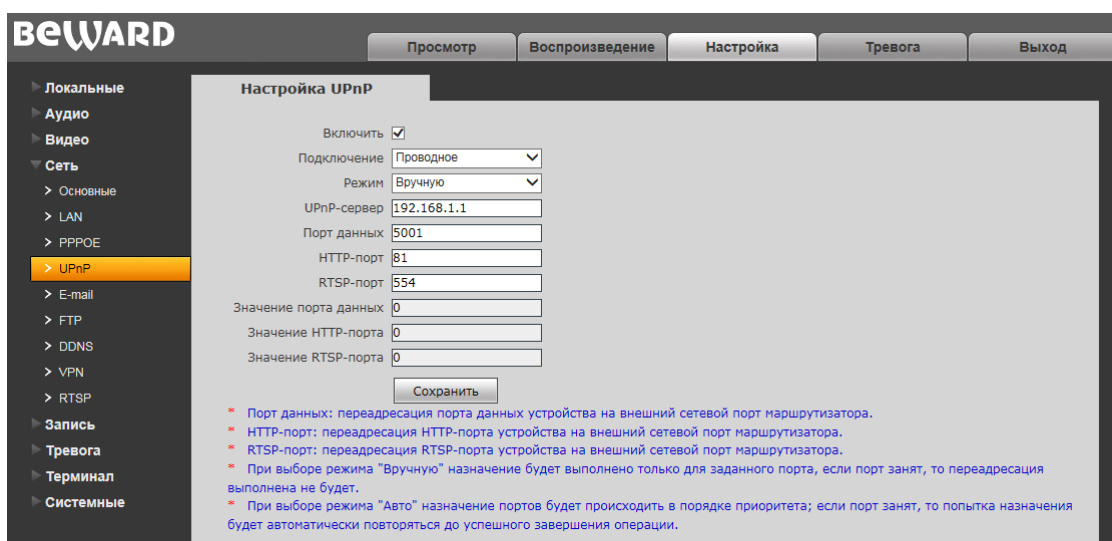 BEWARD
Просмотр
Воспроизведение
Настройка
Тревога
Выход
Локальные
Аудио
Видео
Сеть
Основные
LAN
PPPOE
UPnP
E-mail
FTP
DDNS
VPN
RTSP
Запись
Тревога
Терминал
Системные
Настройка UPnP
Включить
Подключение Проводное
Режим Вручную
UPnP-сервер 192.168.1.1
Порт данных 5001
HTTP-порт 81
RTSP-порт 554
Значение порта данных 0
Значение HTTP-порта 0
Значение RTSP-порта 0
Сохранить
* Порт данных: переадресация порта данных устройства на внешний сетевой порт маршрутизатора.
* HTTP-порт: переадресация HTTP-порта устройства на внешний сетевой порт маршрутизатора.
* RTSP-порт: переадресация RTSP-порта устройства на внешний сетевой порт маршрутизатора.
* При выборе режима "Вручную" назначение будет выполнено только для заданного порта, если порт занят, то переадресация
выполнена не будет.
* При выборе режима "Авто" назначение портов будет происходить в порядке приоритета; если порт занят, то попытка назначения
будет автоматически повторяться до успешного завершения операции.